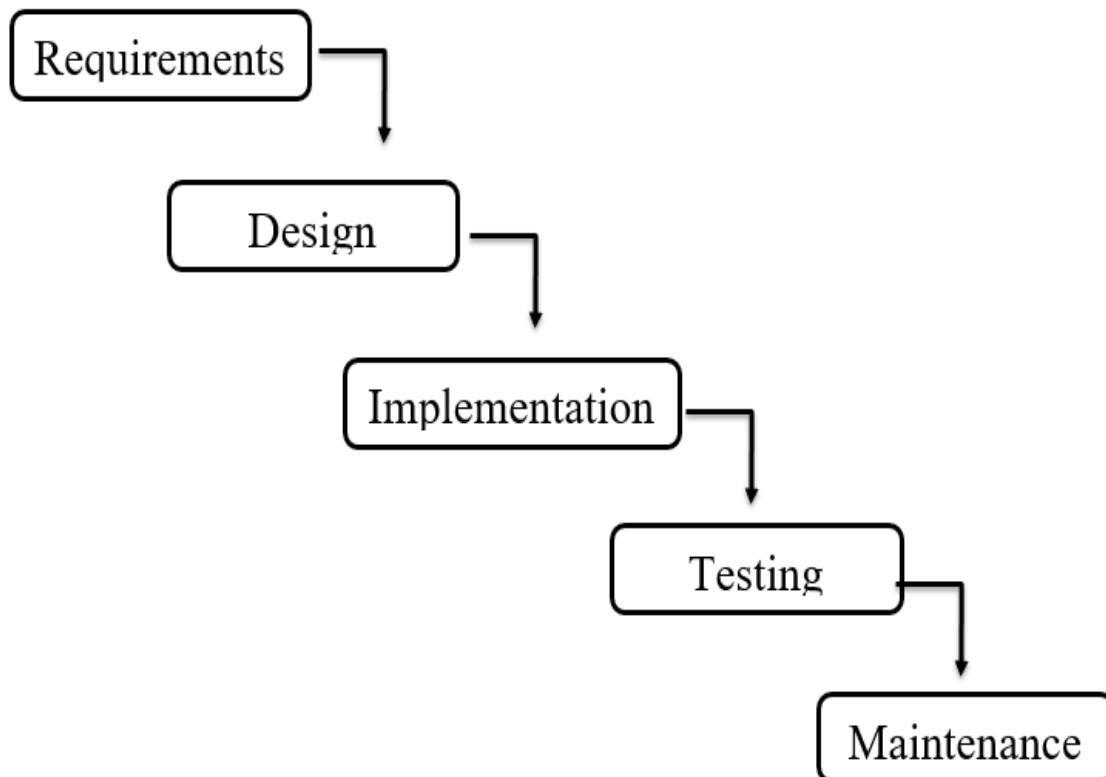 Requirements
Design
Implementation
Testing
Maintenance